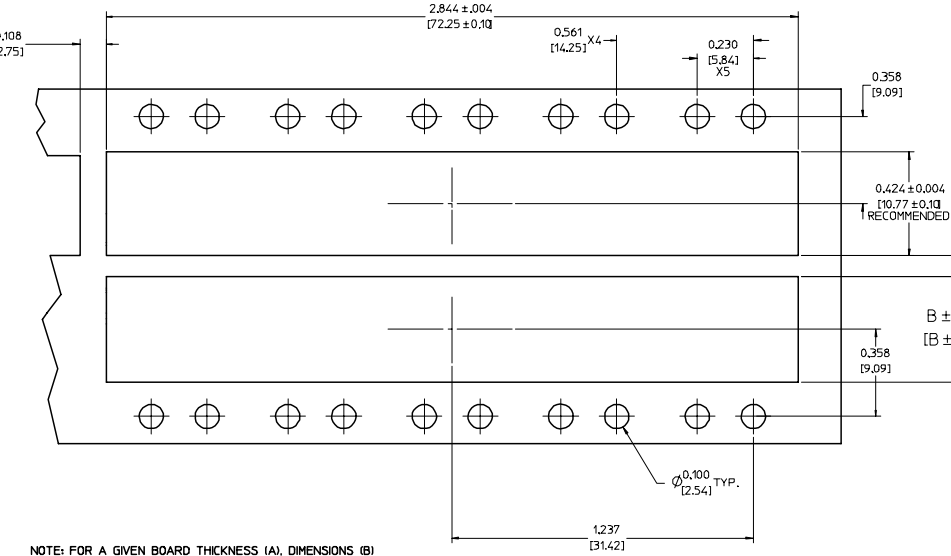 2.844 ±.004
[72.25 ±0.10]
0.108
2.75]
0.561
[14.25] X4
0.230
[5.84]
X5
0.358
[9.09]
0.424 ±0.004
[10.77 ±0.10]
RECOMMENDED
B ±
[B ±
0.358
[9.09]
Ø0.100 TYP.
[2.54]
1.237
[31.42]
NOTE: FOR A GIVEN BOARD THICKNESS (A), DIMENSIONS (B)